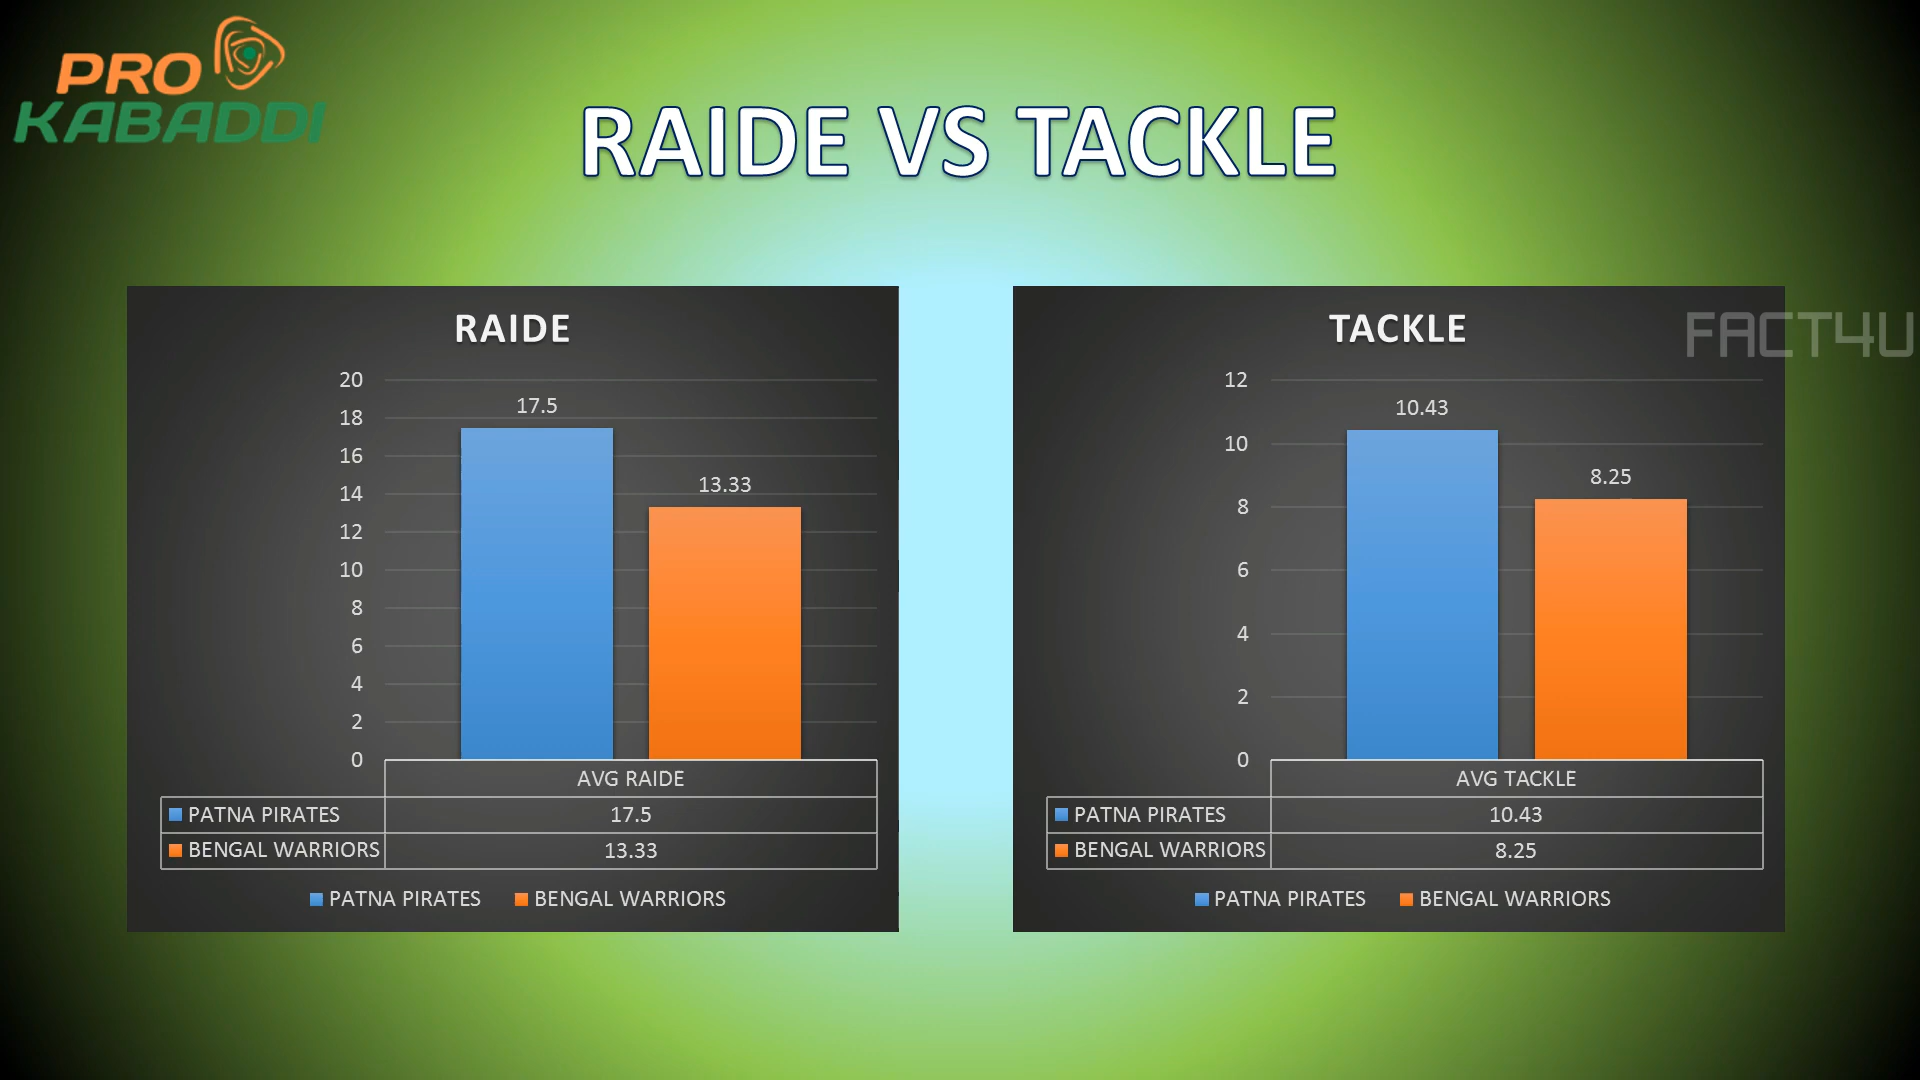 PRO
KABADDI
RAIDE VS TACKLE
RAIDE
20
18
16
14
12
10
8
6
4
2
0
17.5
13.33
AVG RAIDE
PATNA PIRATES 17.5
BENGAL WARRIORS 13.33
PATNA PIRATES BENGAL WARRIORS
TACKLE
FACT4U
12
10
8
6
4
2
0
10.43
8.25
AVG TACKLE
PATNA PIRATES 10.43
BENGAL WARRIORS 8.25
PATNA PIRATES BENGAL WARRIORS